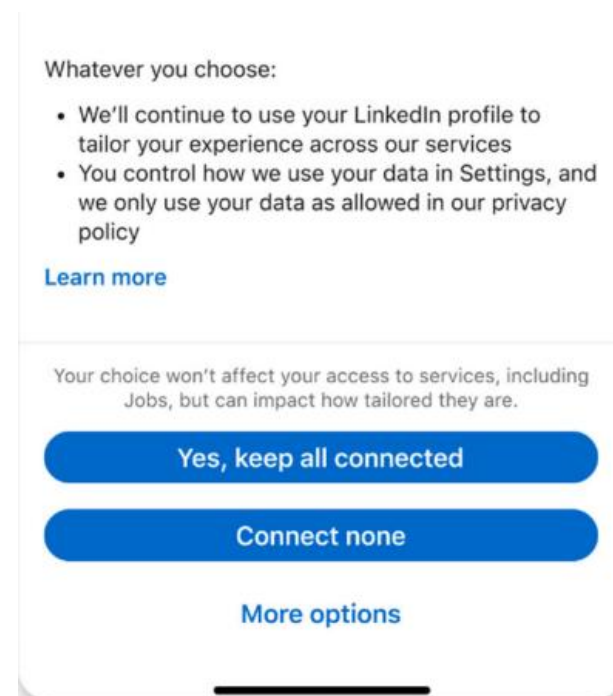 Whatever you choose:
• We’ll continue to use your LinkedIn profile to
tailor your experience across our services
• You control how we use your data in Settings, and
we only use your data as allowed in our privacy
policy
Learn more
Your choice won’t affect your access to services, including
Jobs, but can impact how tailored they are.
Yes, keep all connected
Connect none
More options